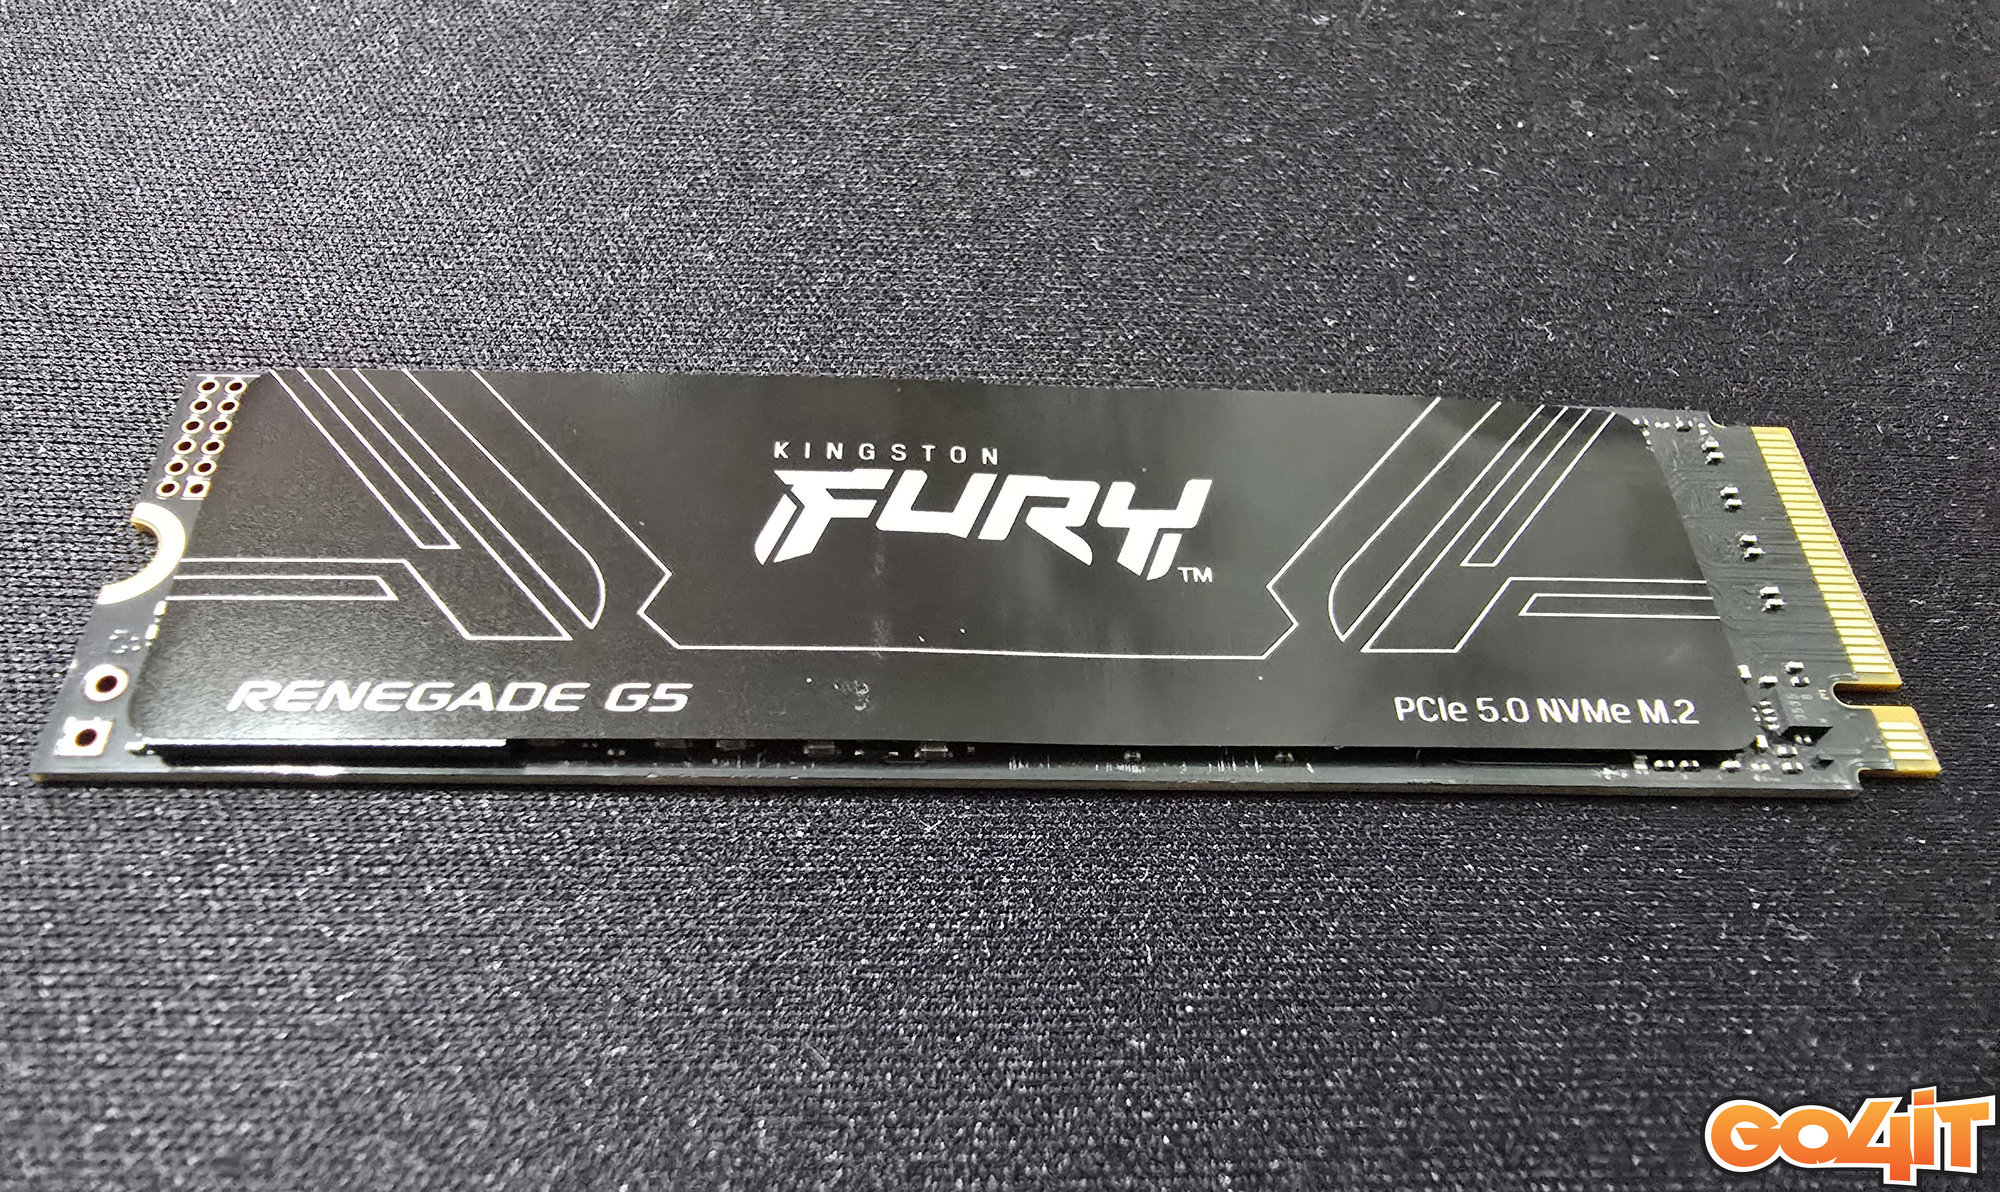 KINGSTON
FURY™
RENEGADE G5
PCIe 5.0 NVMe M.2
GO4iT